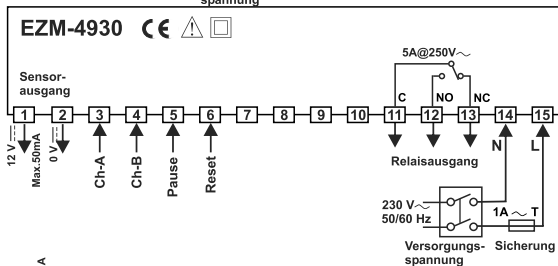 spannung
EZM-4930 CE
5A@250V~
Sensor-
ausgang
C NO NC
1 2 3 4 5 6 7 8 9 10 11 12 13 14 15
12 V
Max.50mA
0 V
Ch-A
Ch-B
Pause
Reset
Relaisausgang
N L
230 V~
50/60 Hz
1A ~ T
Versorgungs-
spannung
Sicherung
A